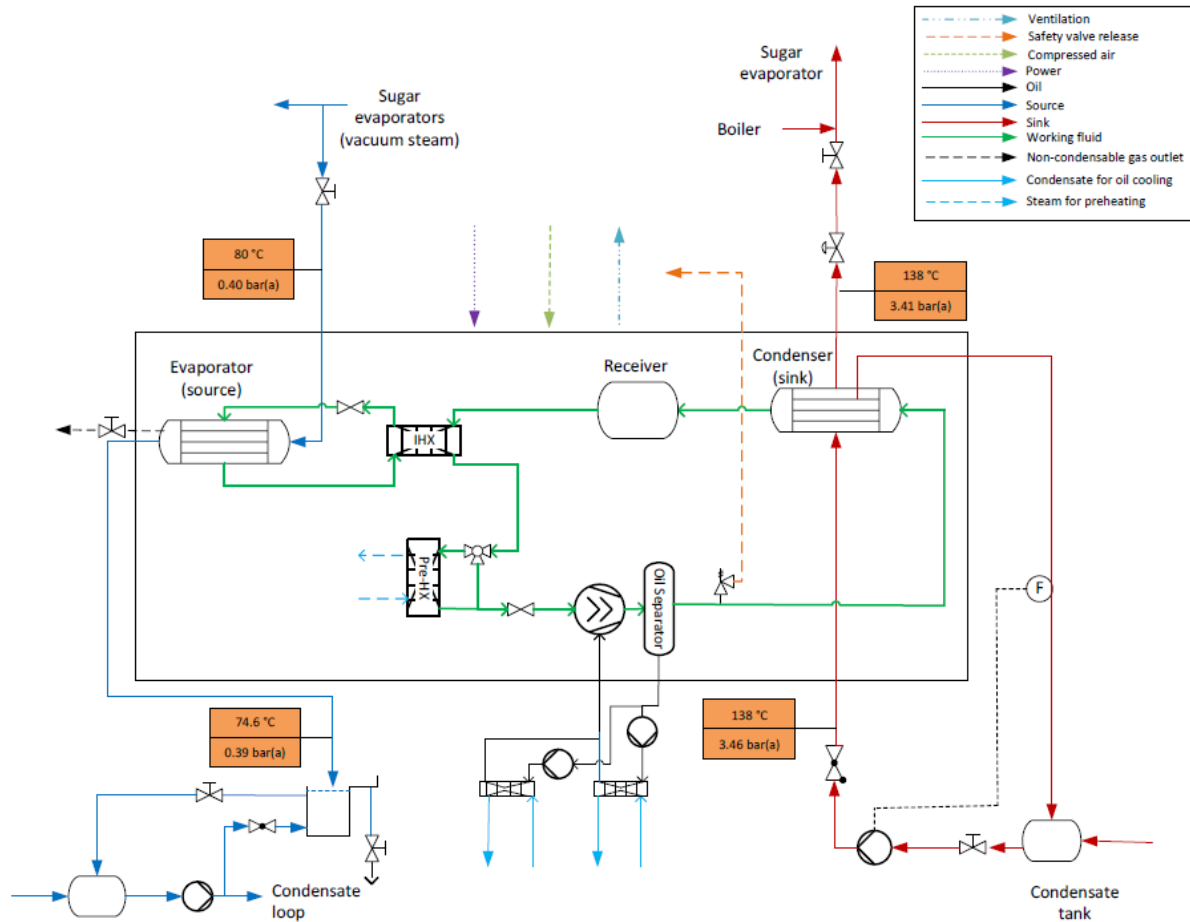 Ventilation
Safety valve release
Compressed air
Power
Oil
Source
Sink
Working fluid
Non-condensable gas outlet
Condensate for oil cooling
Steam for preheating
Sugar
evaporator
Sugar
evaporators
(vacuum steam)
Boiler
80 °C
0.40 bar(a)
138 °C
3.41 bar(a)
Evaporator
(source)
Receiver
Condenser
(sink)
IHX
Pre-HX
Oil Separator
F
74.6 °C
0.39 bar(a)
138 °C
3.46 bar(a)
Condensate
loop
Condensate
tank